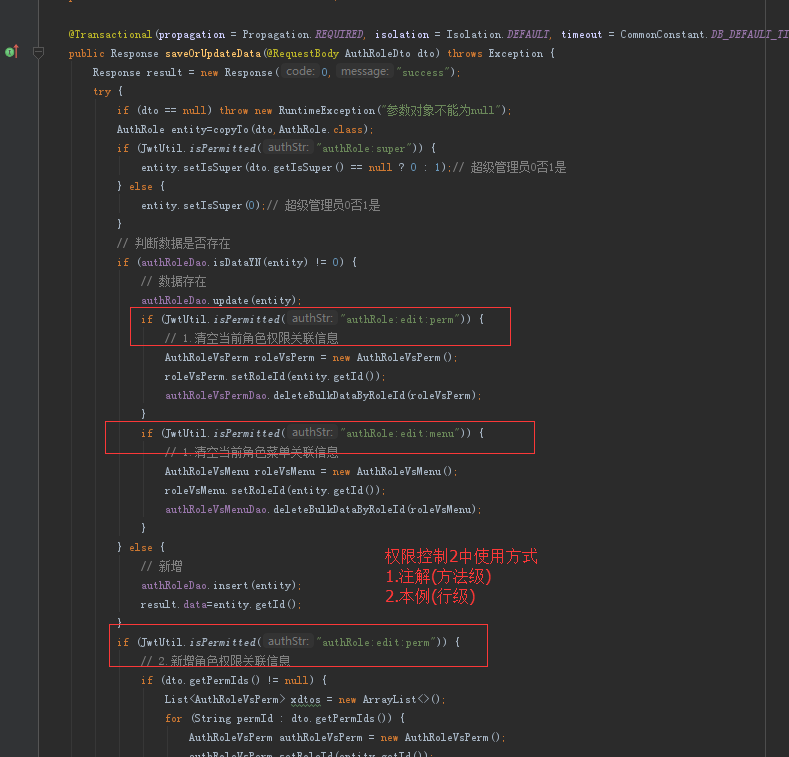 @Transactional(propagation = Propagation.REQUIRED, isolation = Isolation.DEFAULT, timeout = CommonConstant.DB_DEFAULT_TI
public Response saveOrUpdateData(@RequestBody AuthRoleDto dto) throws Exception {
Response result = new Response( code: 0, message: "success");
try {
if (dto == null) throw new RuntimeException("参数对象不能为null");
AuthRole entity=copyTo(dto,AuthRole.class);
if (JwtUtil.isPermitted( authStr: "authRole:super")) {
entity.setIsSuper(dto.getIsSuper() == null ? 0 : 1);// 超级管理员0否1是
} else {
entity.setIsSuper(0);// 超级管理员0否1是
}
// 判断数据是否存在
if (authRoleDao.isDataYN(entity) != 0) {
// 数据存在
authRoleDao.update(entity);
if (JwtUtil.isPermitted( authStr: "authRole:edit:perm")) {
// 1.清空当前角色权限关联信息
AuthRoleVsPerm roleVsPerm = new AuthRoleVsPerm();
roleVsPerm.setRoleId(entity.getId());
authRoleVsPermDao.deleteBulkDataByRoleId(roleVsPerm);
}
if (JwtUtil.isPermitted( authStr: "authRole:edit:menu")) {
// 1.清空当前角色菜单关联信息
AuthRoleVsMenu roleVsMenu = new AuthRoleVsMenu();
roleVsMenu.setRoleId(entity.getId());
authRoleVsMenuDao.deleteBulkDataByRoleId(roleVsMenu);
}
} else {
权限控制2中使用方式
// 新增
1.注解(方法级)
authRoleDao.insert(entity);
2.本例(行级)
result.data=entity.getId();
}
if (JwtUtil.isPermitted( authStr: "authRole:edit:perm")) {
// 2.新增角色权限关联信息
if (dto.getPermIds() != null) {
List<AuthRoleVsPerm> xdtos = new ArrayList<>();
for (String permId : dto.getPermIds()) {
AuthRoleVsPerm authRoleVsPerm = new AuthRoleVsPerm();
authRoleVsPerm.setRoleId(entity.getId());